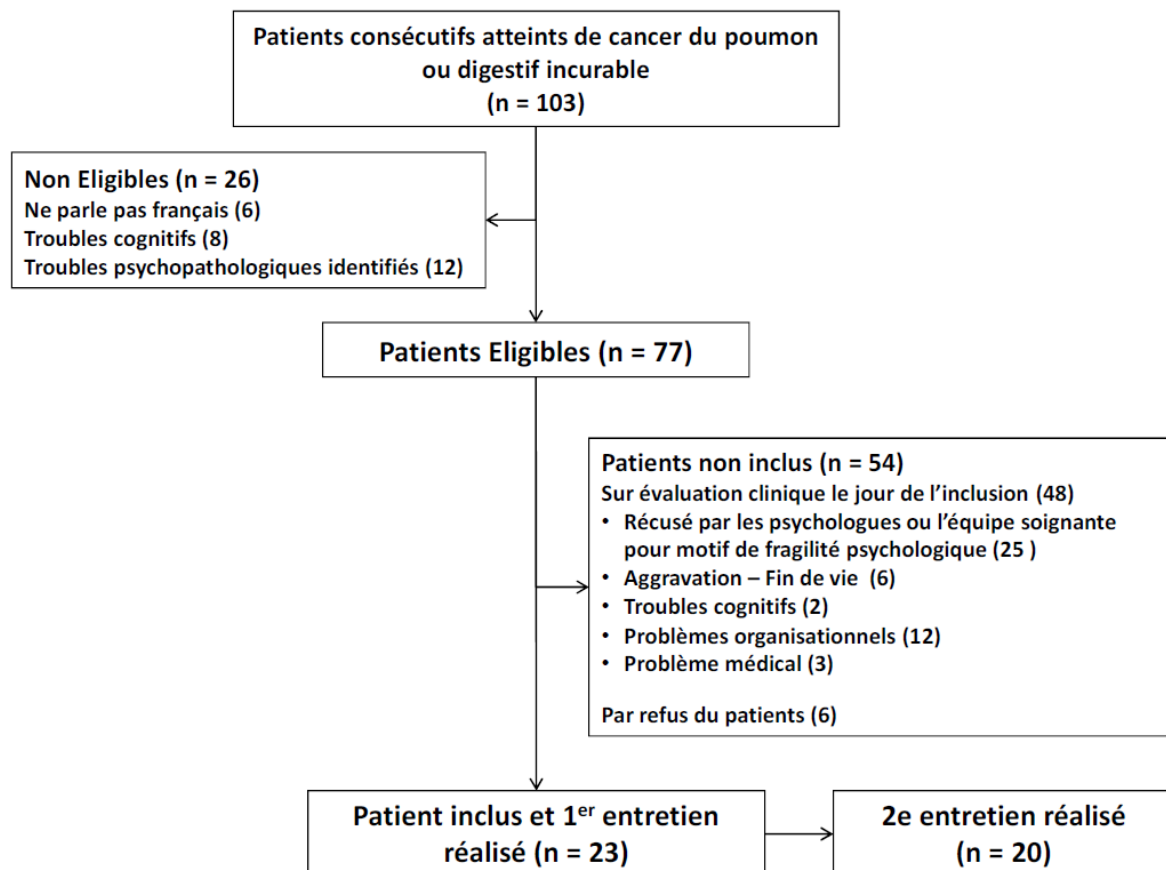 Patients consécutifs atteints de cancer du poumon
ou digestif incurable
(n = 103)
Non Eligibles (n = 26)
Ne parle pas français (6)
Troubles cognitifs (8)
Troubles psychopathologiques identifiés (12)
Patients Eligibles (n = 77)
Patients non inclus (n = 54)
Sur évaluation clinique le jour de l’inclusion (48)
• Récusé par les psychologues ou l’équipe soignante
pour motif de fragilité psychologique (25 )
• Aggravation – Fin de vie (6)
• Troubles cognitifs (2)
• Problèmes organisationnels (12)
• Problème médical (3)
Par refus du patients (6)
Patient inclus et 1er entretien
réalisé (n = 23)
2e entretien réalisé
(n = 20)